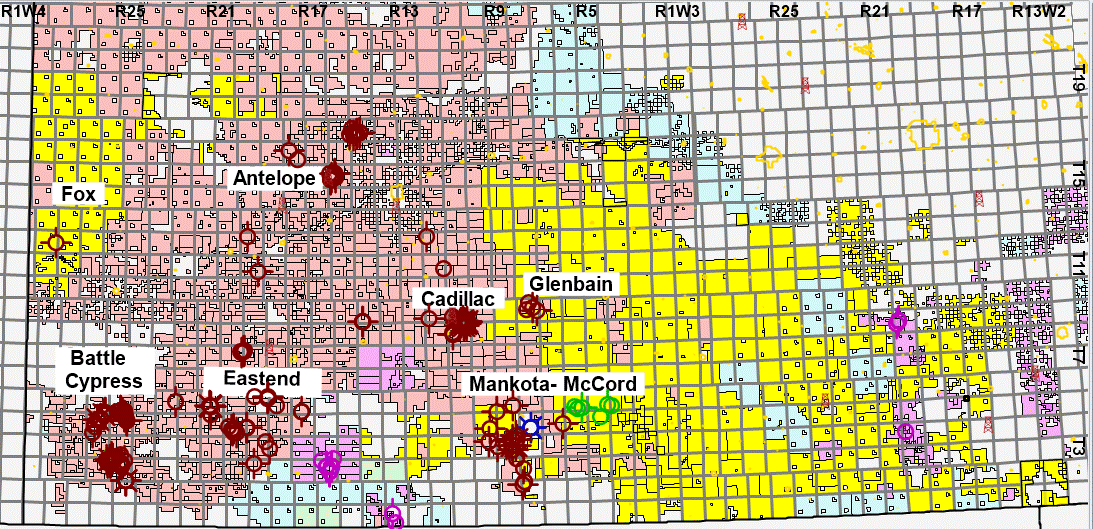 R1W4 R25 R21 R17 R13 R9 R5 R1W3 R25 R21 R17 R13W2
T19
Antelope
T15
Fox
T11
Glenbain
Cadillac
T7
Battle
Cypress
Eastend
Mankota- McCord
T3